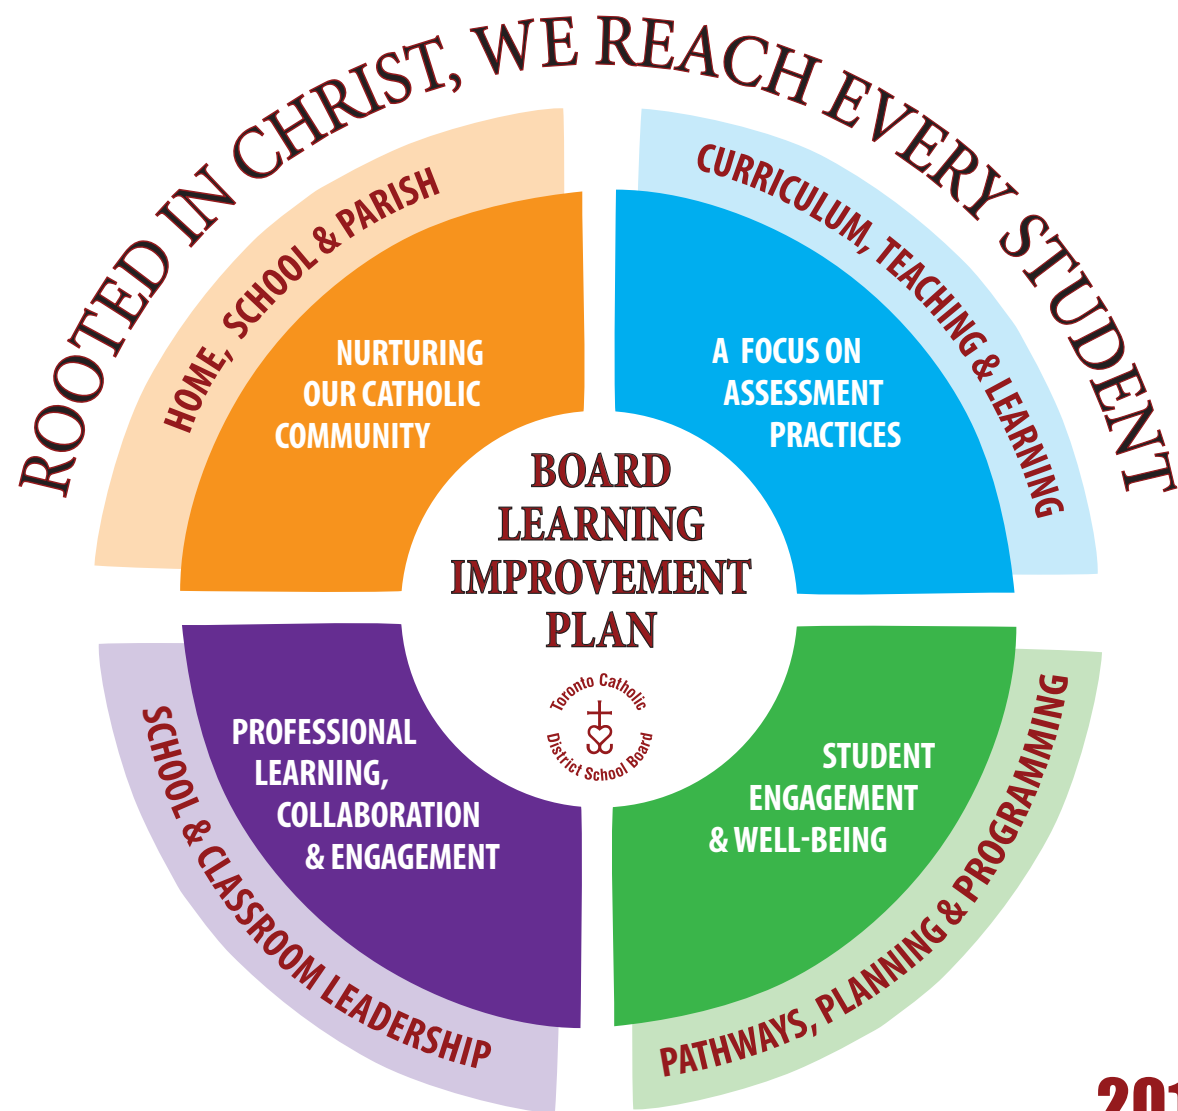 ROOTED IN CHRIST, WE REACH EVERY STUDENT
HOME, SCHOOL & PARISH
NURTURING
OUR CATHOLIC
COMMUNITY
CURRICULUM, TEACHING & LEARNING
A FOCUS ON
ASSESSMENT
PRACTICES
BOARD
LEARNING
IMPROVEMENT
PLAN
Toronto Catholic
District School Board
SCHOOL & CLASSROOM LEADERSHIP
PROFESSIONAL
LEARNING,
COLLABORATION
& ENGAGEMENT
PATHWAYS, PLANNING & PROGRAMMING
STUDENT
ENGAGEMENT
& WELL-BEING